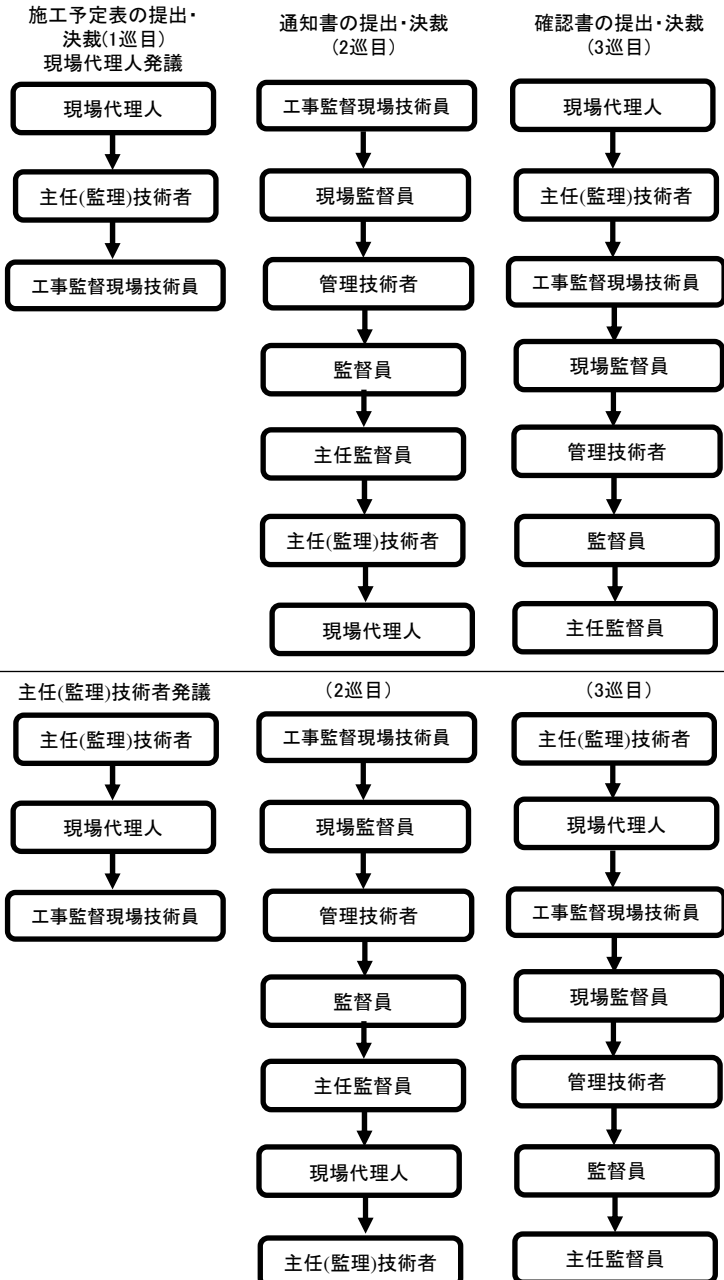 施工予定表の提出・
決裁(1巡目)
現場代理人発議
現場代理人
主任(監理)技術者
工事監督現場技術員
通知書の提出・決裁
(2巡目)
工事監督現場技術員
現場監督員
管理技術者
監督員
主任監督員
主任(監理)技術者
現場代理人
確認書の提出・決裁
(3巡目)
現場代理人
主任(監理)技術者
工事監督現場技術員
現場監督員
管理技術者
監督員
主任監督員
主任(監理)技術者発議
主任(監理)技術者
現場代理人
工事監督現場技術員
(2巡目)
工事監督現場技術員
現場監督員
管理技術者
監督員
主任監督員
現場代理人
主任(監理)技術者
(3巡目)
主任(監理)技術者
現場代理人
工事監督現場技術員
現場監督員
管理技術者
監督員
主任監督員